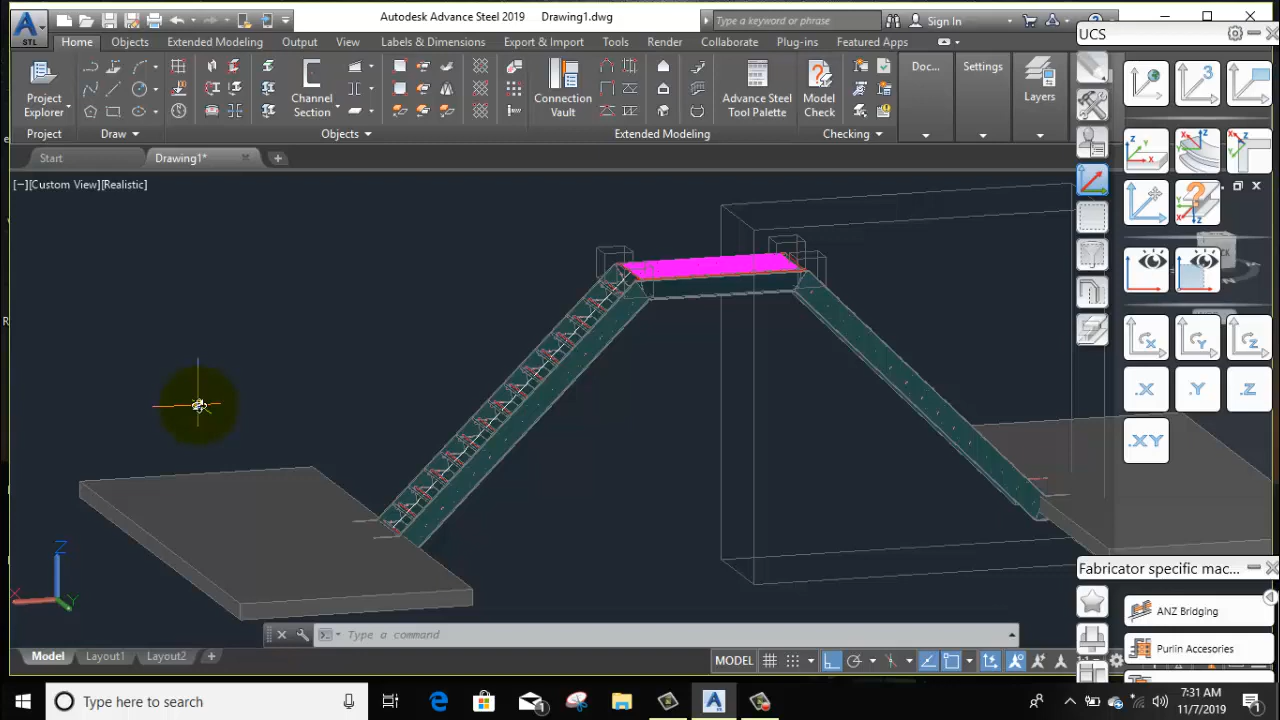 STL
Autodesk Advance Steel 2019 Drawing1.dwg
Type a keyword or phrase
Sign In
UCS
Home Objects Extended Modeling Output View Labels & Dimensions Export & Import Tools Render Collaborate Plug-ins Featured Apps
Project Explorer
Channel Section
Connection Vault
Advance Steel Tool Palette
Model Check
Doc...
Settings
Layers
Project
Draw
Objects
Extended Modeling
Checking
Start
Drawing1*
[−][Custom View][Realistic]
3
.X
.Y
.Z
.XY
Fabricator specific mac...
ANZ Bridging
Purlin Accesories
Z
X
Y
Type a command
Model
Layout1
Layout2
MODEL
Type here to search
7:31 AM
11/7/2019